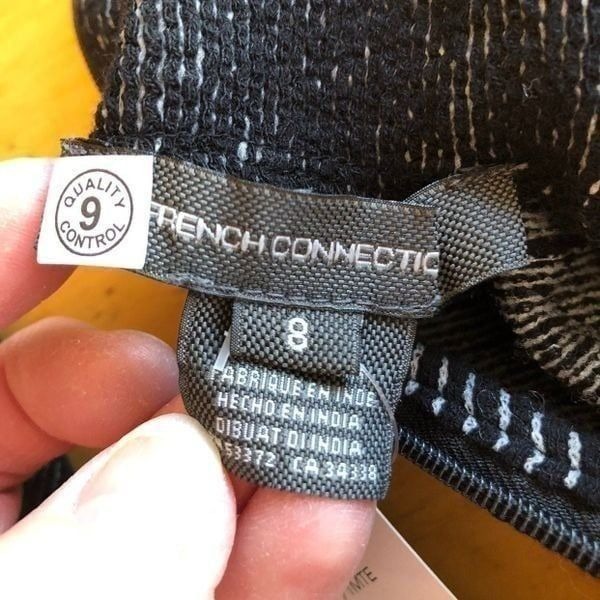 QUALITY
9
CONTROL
FRENCH CONNECTIO
8
FABRIQUE EN INDE
HECHO EN INDIA
DIBUAT DI INDIA
53372 CA 34338